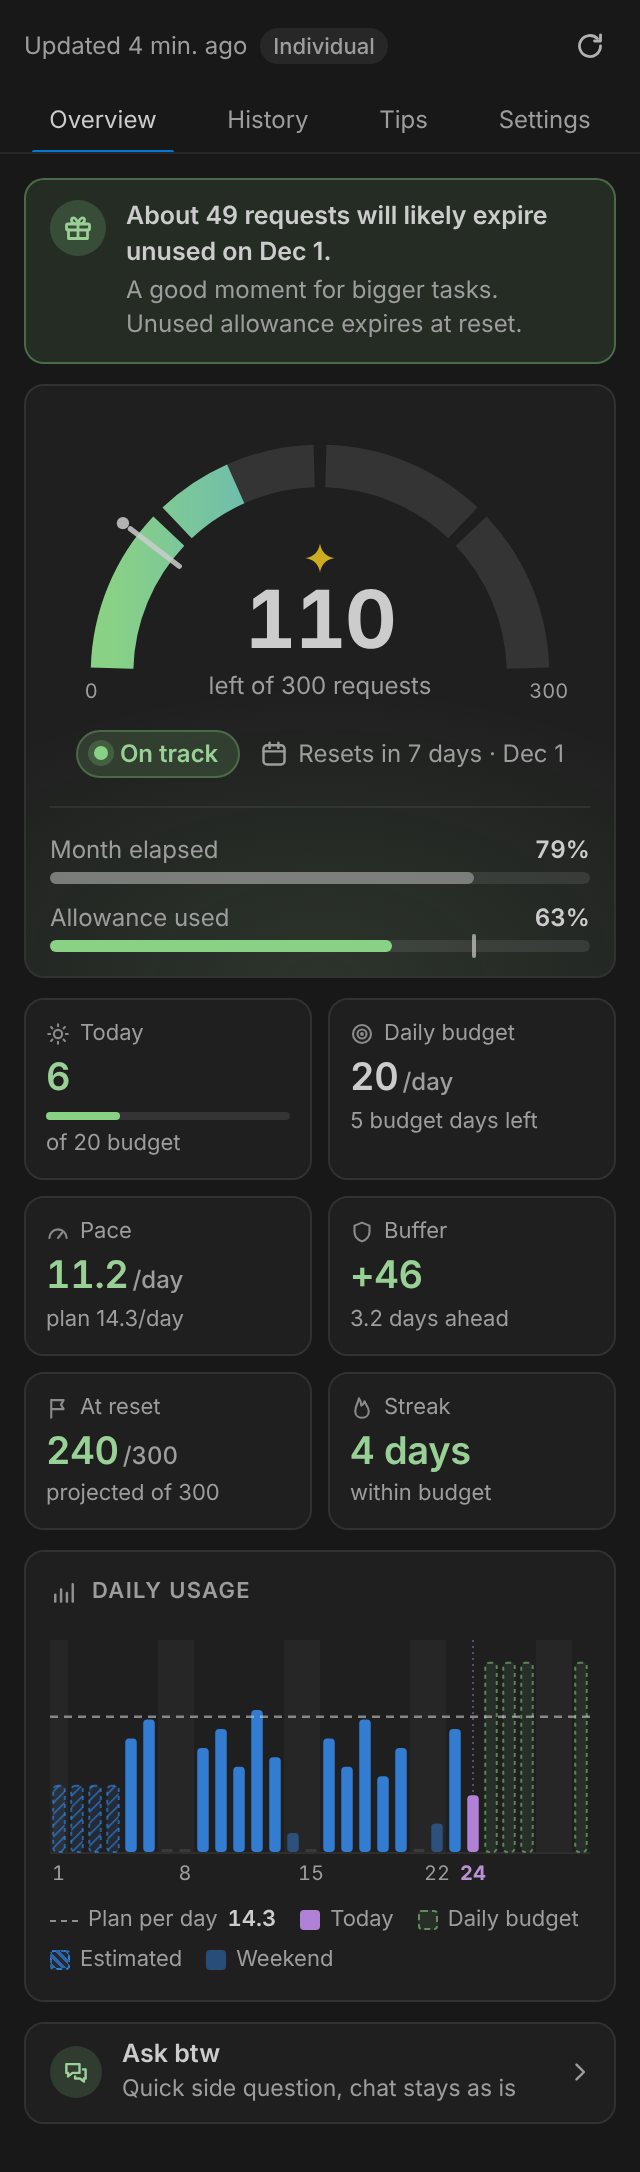 Updated 4 min. ago Individual
Overview History Tips Settings
About 49 requests will likely expire
unused on Dec 1.
A good moment for bigger tasks.
Unused allowance expires at reset.
110
left of 300 requests
0 300
On track Resets in 7 days · Dec 1
Month elapsed 79%
Allowance used 63%
Today
6
of 20 budget
Daily budget
20 /day
5 budget days left
Pace
11.2 /day
plan 14.3/day
Buffer
+46
3.2 days ahead
At reset
240 /300
projected of 300
Streak
4 days
within budget
DAILY USAGE
1 8 15 22 24
Plan per day 14.3 Today Daily budget
Estimated Weekend
Ask btw
Quick side question, chat stays as is